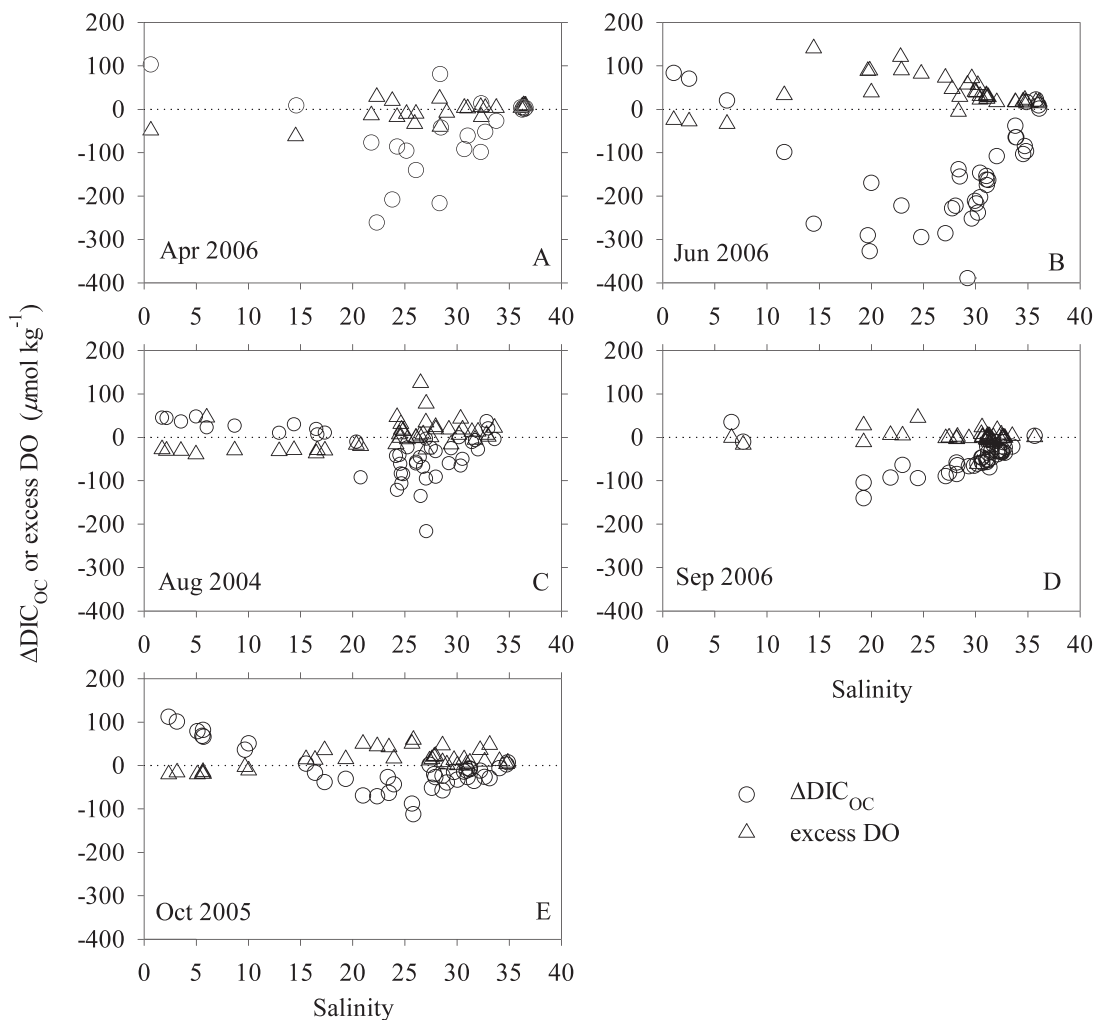 ΔDIC_OC or excess DO (μmol kg⁻¹)
200
100
0
-100
-200
-300
-400
Apr 2006
A
0 5 10 15 20 25 30 35 40
200
100
0
-100
-200
-300
-400
Jun 2006
B
0 5 10 15 20 25 30 35 40
200
100
0
-100
-200
-300
-400
Aug 2004
C
0 5 10 15 20 25 30 35 40
200
100
0
-100
-200
-300
-400
Sep 2006
D
0 5 10 15 20 25 30 35 40
Salinity
200
100
0
-100
-200
-300
-400
Oct 2005
E
0 5 10 15 20 25 30 35 40
Salinity
ΔDIC_OC
excess DO